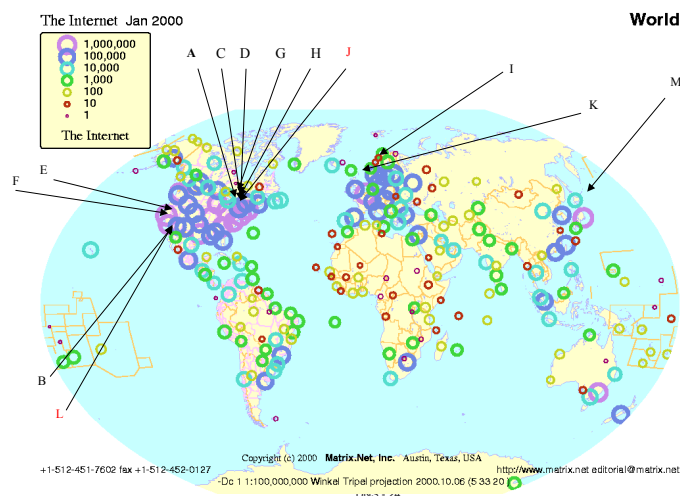 The Internet Jan 2000
World
1,000,000
100,000
10,000
1,000
100
10
1
The Internet
A C D G H J
I
K
M
E
F
B
L
Copyright (c) 2000 Matrix.Net, Inc. Austin, Texas, USA
+1-512-451-7602 fax +1-512-452-0127
http://www.matrix.net editorial@matrix.net
-Dc 1 1:100,000,000 Winkel Tripel projection 2000.10.06 (5 33 20 )